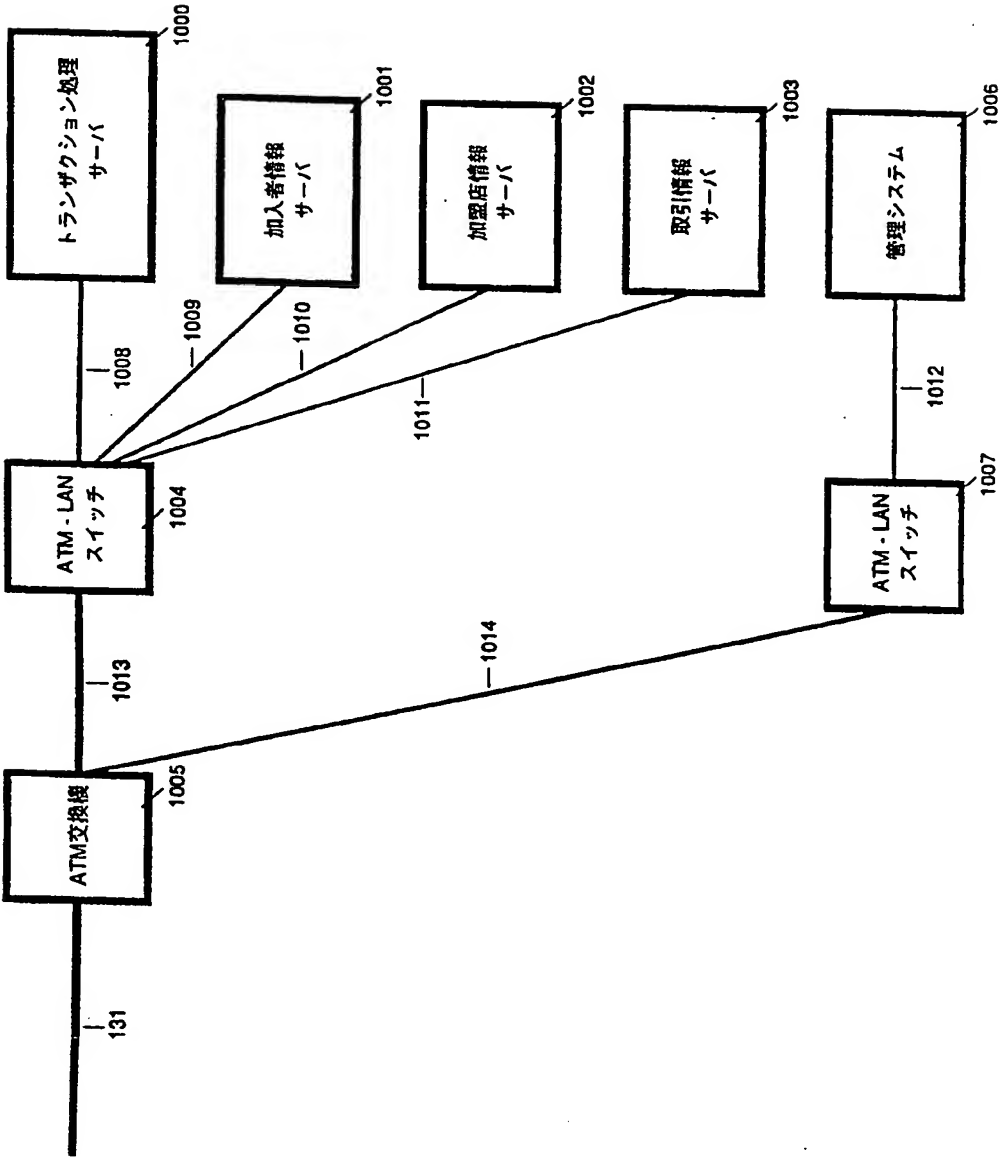 トランザクション処理
サーバ
1000
加入者情報
サーバ
1001
加盟店情報
サーバ
1002
取引情報
サーバ
1003
管理システム
1006
1008
1009
1010
1011
1012
ATM - LAN
スイッチ
1004
ATM - LAN
スイッチ
1007
1013
1014
ATM交換機
1005
131